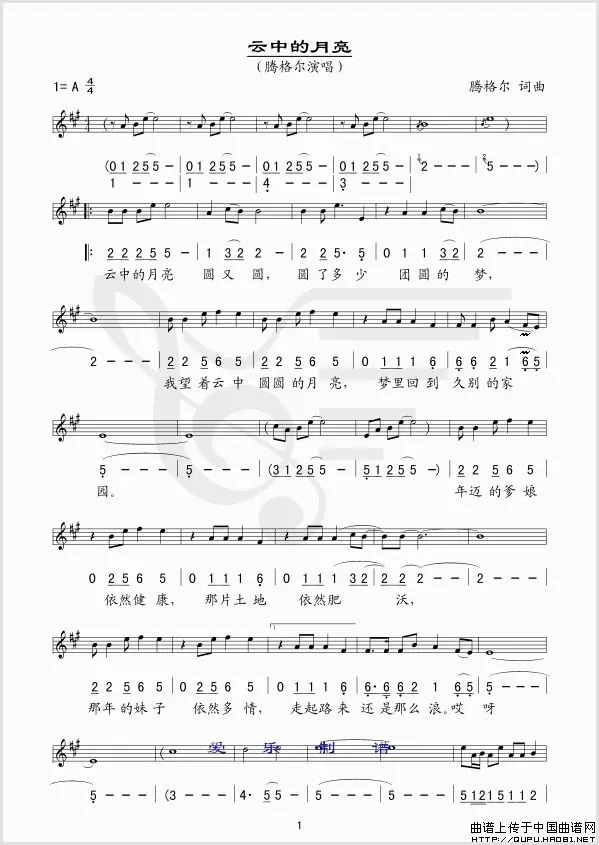 云中的月亮
（腾格尔演唱）
1= A 4/4
腾格尔 词曲
(0 1 2 5 5 | 0 1 2 5 5 | 0 1 2 5 5 | 0 1 2 5 5 | 2 - - - | 5 - - -)
1 - - - | 1 - - - | 4 - - - | 3 - - -
2 2 2 5 5 - | 1 3 2 2 - | 2 2 5· 5 | 0 1 1 3 2 | 2 - - -
云中的月亮 圆又圆， 圆了多少 团圆的 梦，
2 - - - | 2 2 5 6 5 | 2 2 5 6 5 | 0 1 1 1 6 | 6 6 2 1 6 5
我望着云中 圆圆的月亮， 梦里回到 久别的家
5 - - - | 5 - - - | (3 1 2 5 5 | 5 1 2 5 5 - -) | 2 2 5 6 5
园。 年迈的爹娘
0 2 5 6 5 | 0 1 1 1 6 | 0 1 1 3 2 | 2 2 - - | 2 - - -
依然健康， 那片土地 依然肥 沃，
2 2 5 6 5 | 0 2 5 6 5 | 0 1 1 1 6 | 6· 6 6 6 2 6 5 | 5 - - -
那年的妹子 依然多情， 走起路来 还是那么浪。哎 呀
爱 乐 制 谱
5 - - - | (3 - - - | 4· 5 5 - - | 5 - - - | 5 - - - | 5 5 1 2 1 1 5 1 2
1
曲谱上传于中国曲谱网
HTTP://QUPU.HAO81.NET